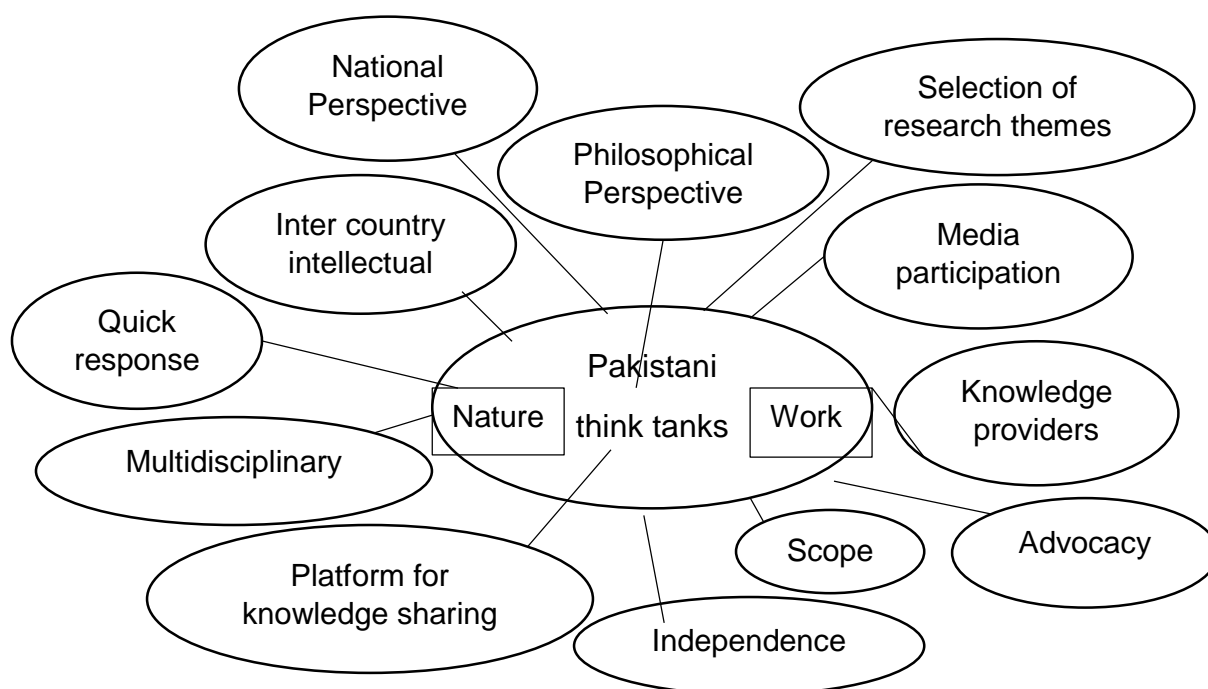 National
Perspective
Selection of
research themes
Philosophical
Perspective
Inter country
intellectual
Media
participation
Quick
response
Pakistani
think tanks
Nature
Work
Knowledge
providers
Multidisciplinary
Scope
Advocacy
Platform for
knowledge sharing
Independence